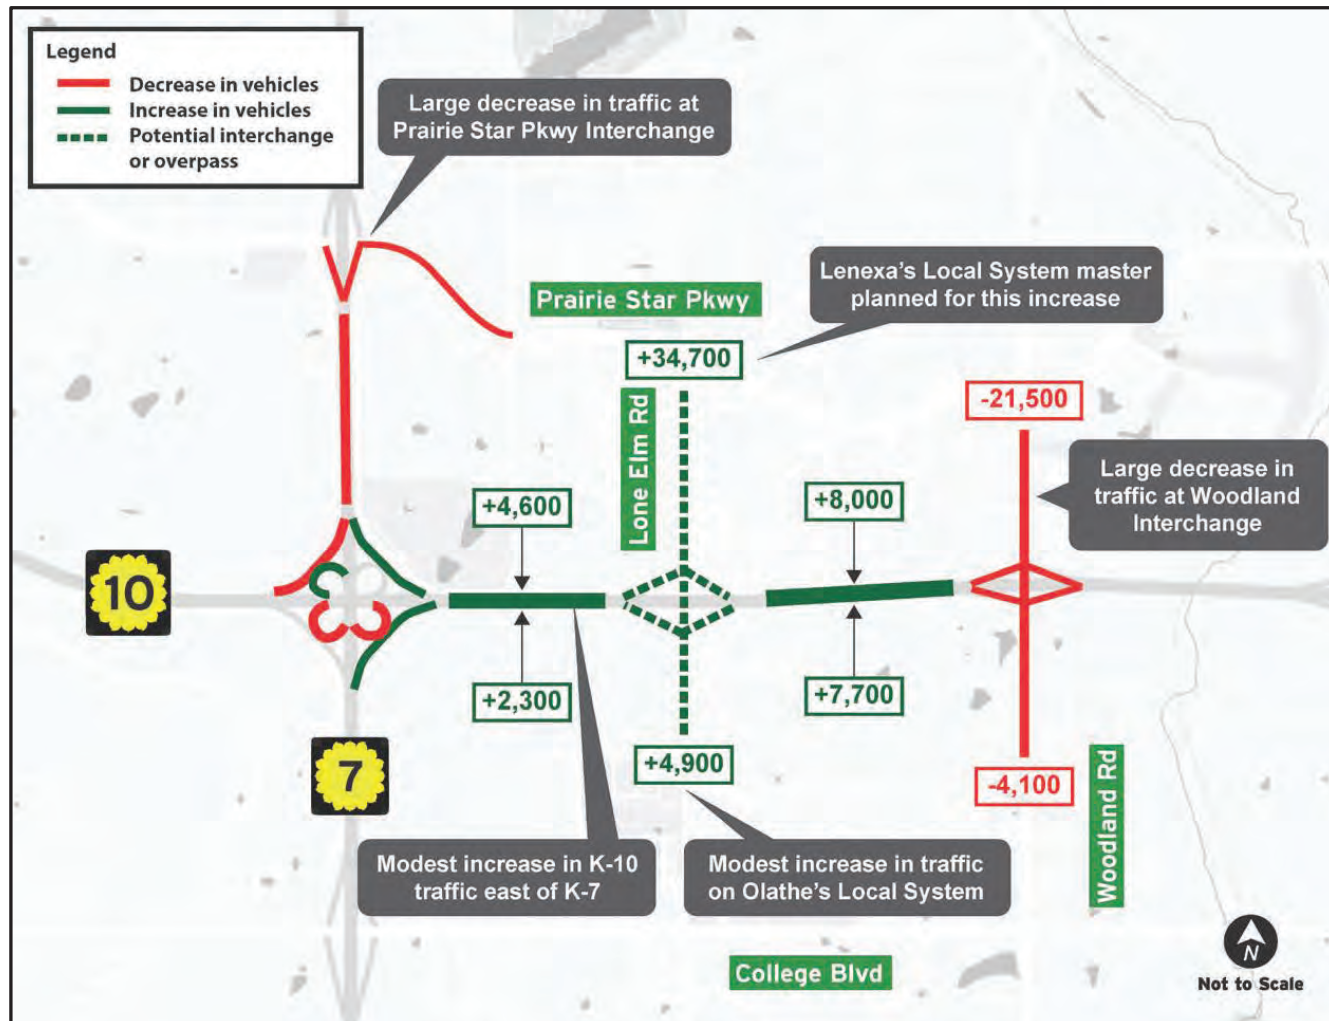 Legend
Decrease in vehicles
Increase in vehicles
Potential interchange
or overpass
Large decrease in traffic at
Prairie Star Pkwy Interchange
Prairie Star Pkwy
Lenexa's Local System master
planned for this increase
+34,700
Lone Elm Rd
-21,500
Large decrease in
traffic at Woodland
Interchange
+4,600
+8,000
10
+2,300
+7,700
7
+4,900
-4,100
Woodland Rd
Modest increase in K-10
traffic east of K-7
Modest increase in traffic
on Olathe's Local System
College Blvd
N
Not to Scale